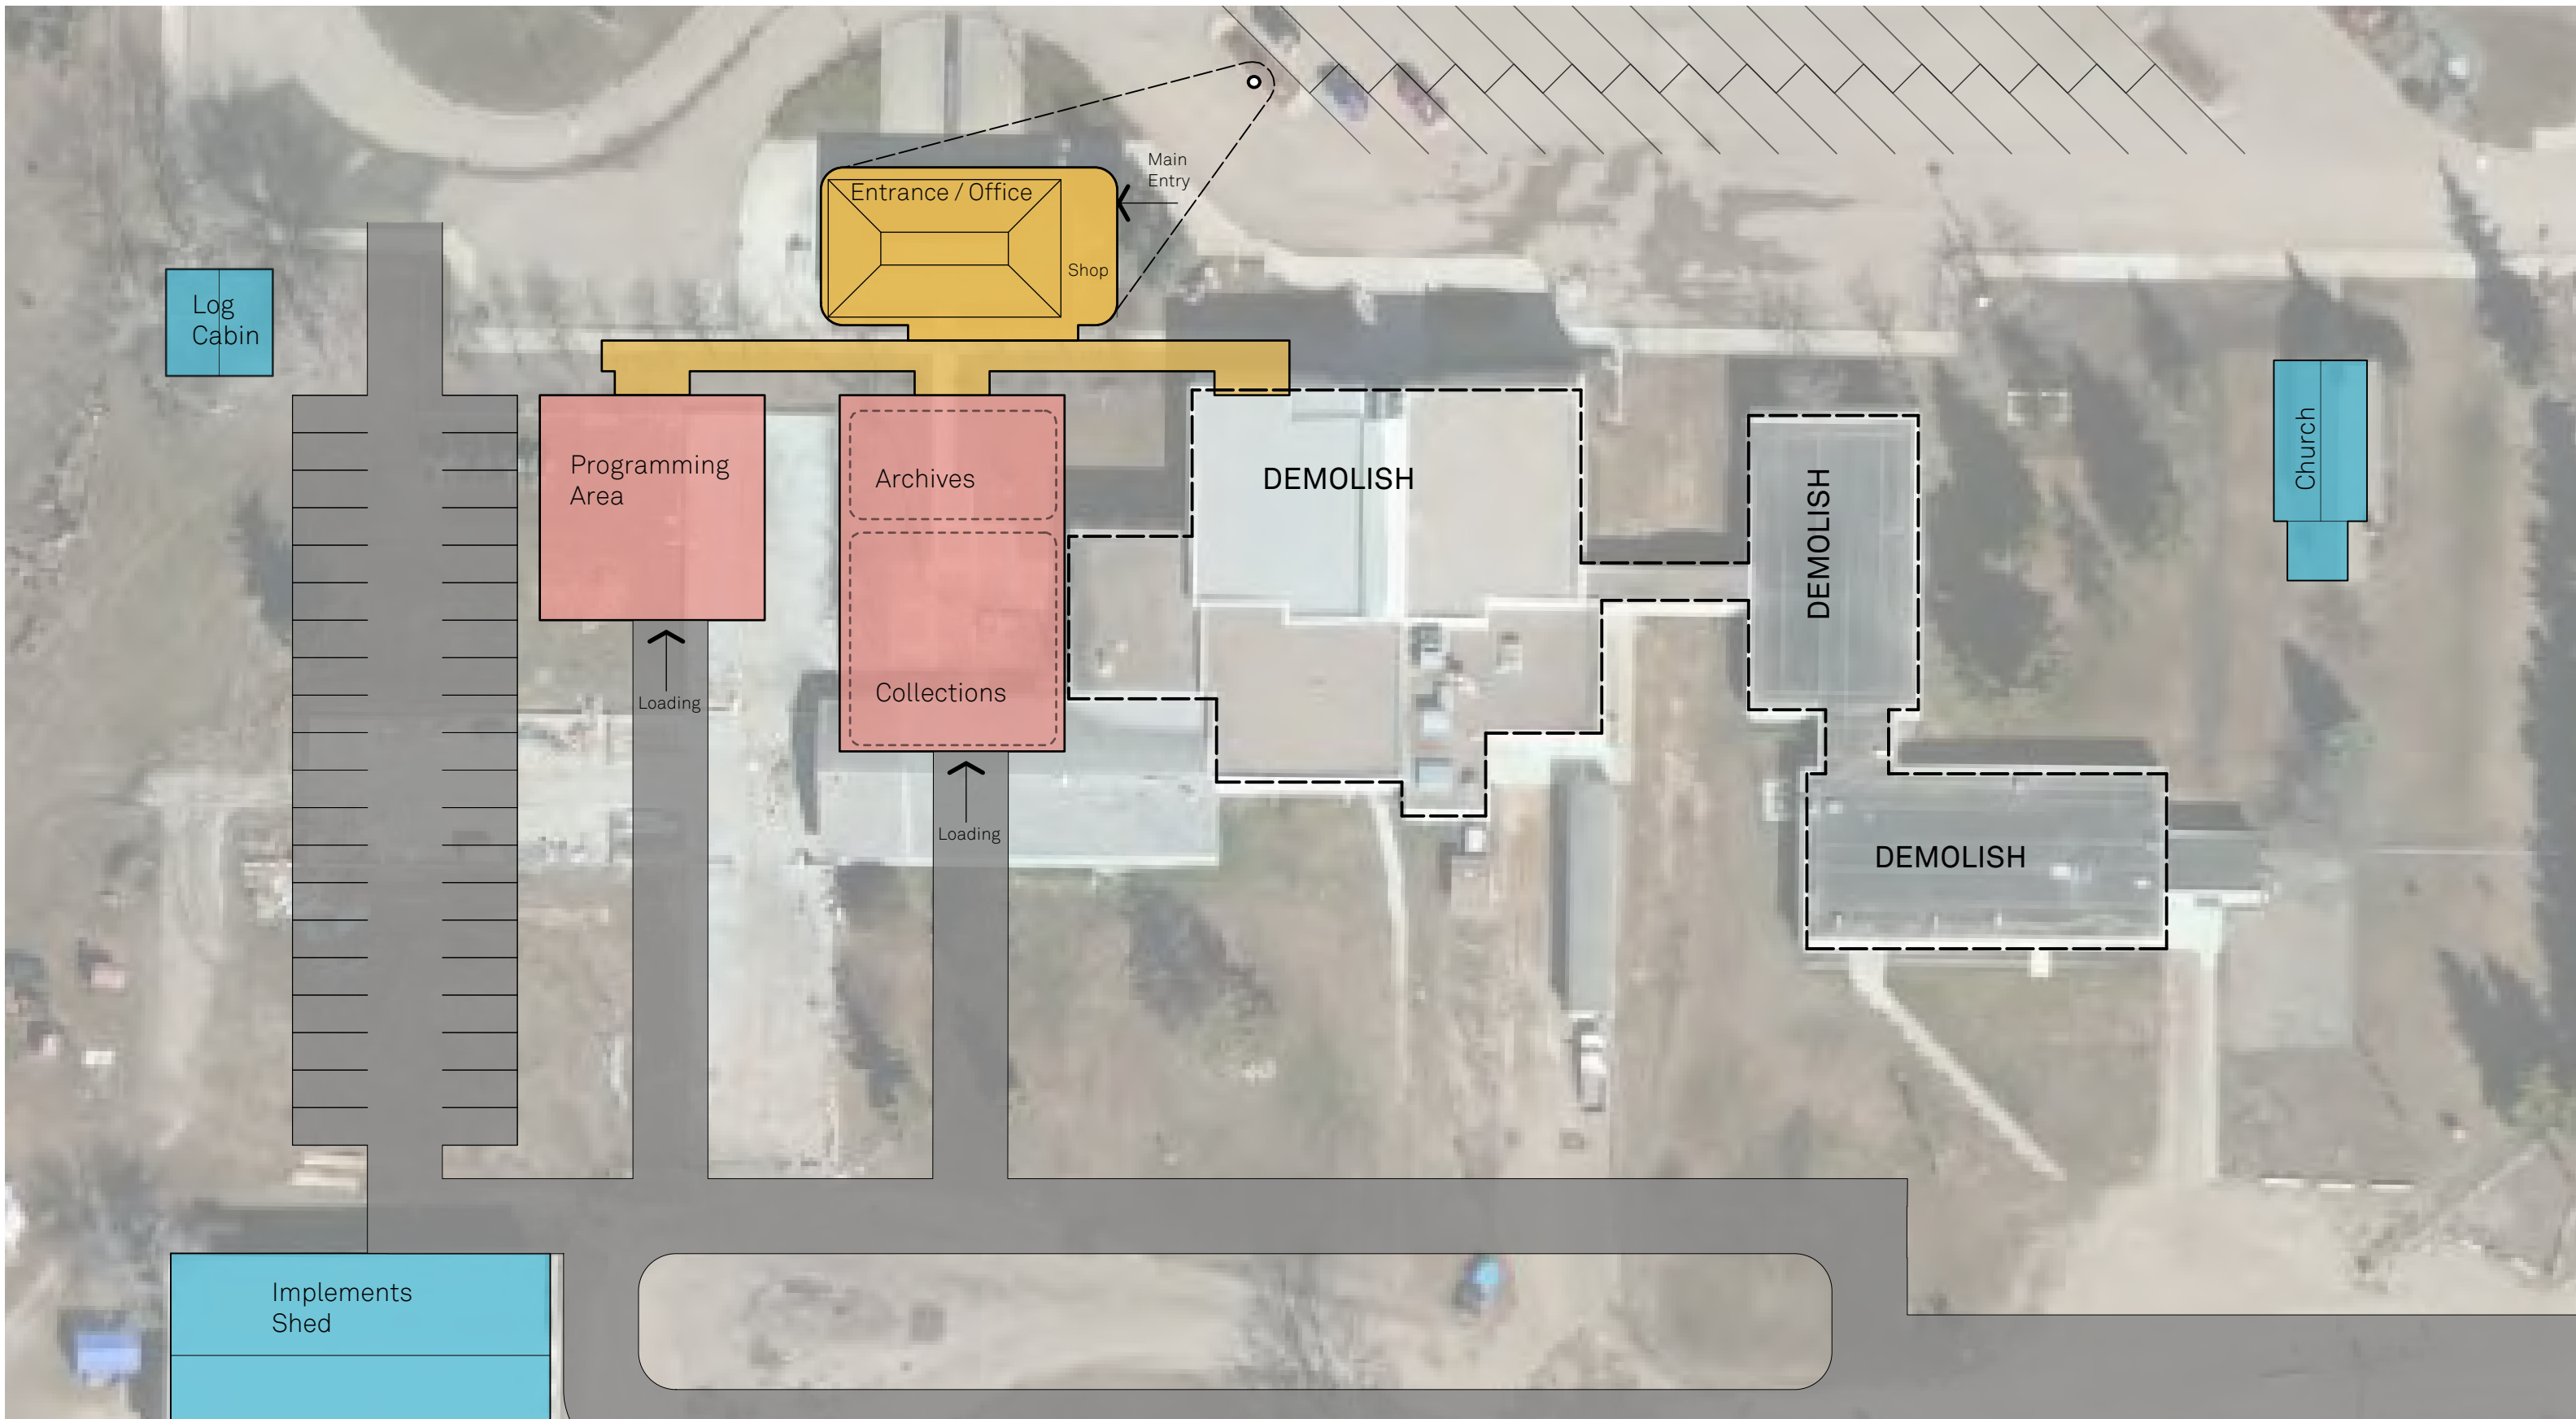 Main
Entry
Entrance / Office
Shop
Log
Cabin
Programming
Area
Archives
DEMOLISH
DEMOLISH
Church
Collections
Loading
Loading
DEMOLISH
Implements
Shed